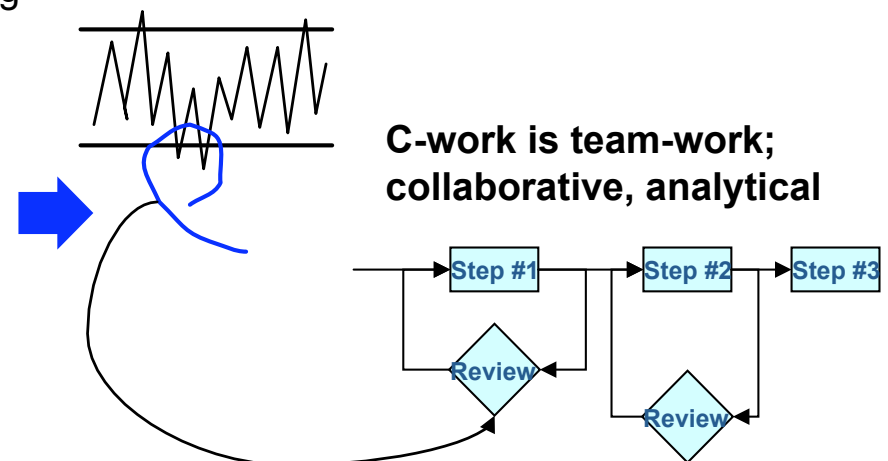 g
C-work is team-work;
collaborative, analytical
Step #1
Step #2
Step #3
Review
Review